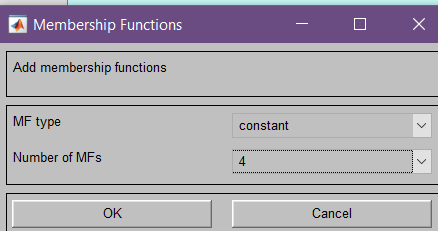 Membership Functions
Add membership functions
MF type constant
Number of MFs 4
OK Cancel